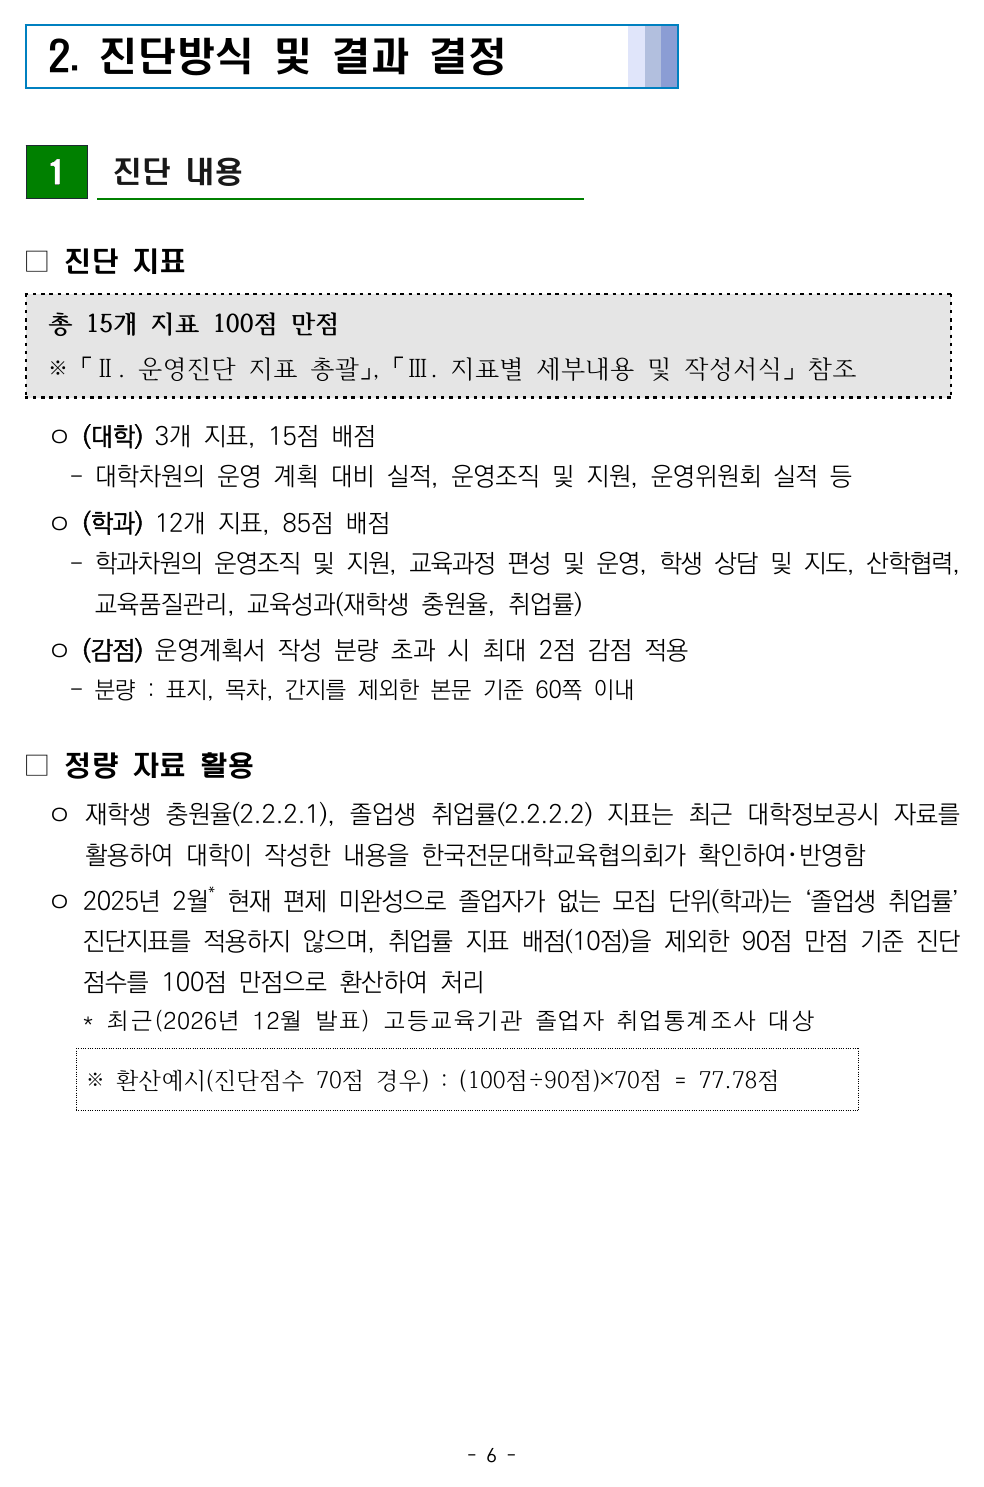 2. 진단방식 및 결과 결정
1 진단 내용
□ 진단 지표
총 15개 지표 100점 만점
※「Ⅱ. 운영진단 지표 총괄」,「Ⅲ. 지표별 세부내용 및 작성서식」참조
ㅇ (대학) 3개 지표, 15점 배점
- 대학차원의 운영 계획 대비 실적, 운영조직 및 지원, 운영위원회 실적 등
ㅇ (학과) 12개 지표, 85점 배점
- 학과차원의 운영조직 및 지원, 교육과정 편성 및 운영, 학생 상담 및 지도, 산학협력,
교육품질관리, 교육성과(재학생 충원율, 취업률)
ㅇ (감점) 운영계획서 작성 분량 초과 시 최대 2점 감점 적용
- 분량 : 표지, 목차, 간지를 제외한 본문 기준 60쪽 이내
□ 정량 자료 활용
ㅇ 재학생 충원율(2.2.2.1), 졸업생 취업률(2.2.2.2) 지표는 최근 대학정보공시 자료를
활용하여 대학이 작성한 내용을 한국전문대학교육협의회가 확인하여·반영함
ㅇ 2025년 2월* 현재 편제 미완성으로 졸업자가 없는 모집 단위(학과)는 ‘졸업생 취업률’
진단지표를 적용하지 않으며, 취업률 지표 배점(10점)을 제외한 90점 만점 기준 진단
점수를 100점 만점으로 환산하여 처리
* 최근(2026년 12월 발표) 고등교육기관 졸업자 취업통계조사 대상
※ 환산예시(진단점수 70점 경우) : (100점÷90점)×70점 = 77.78점
- 6 -